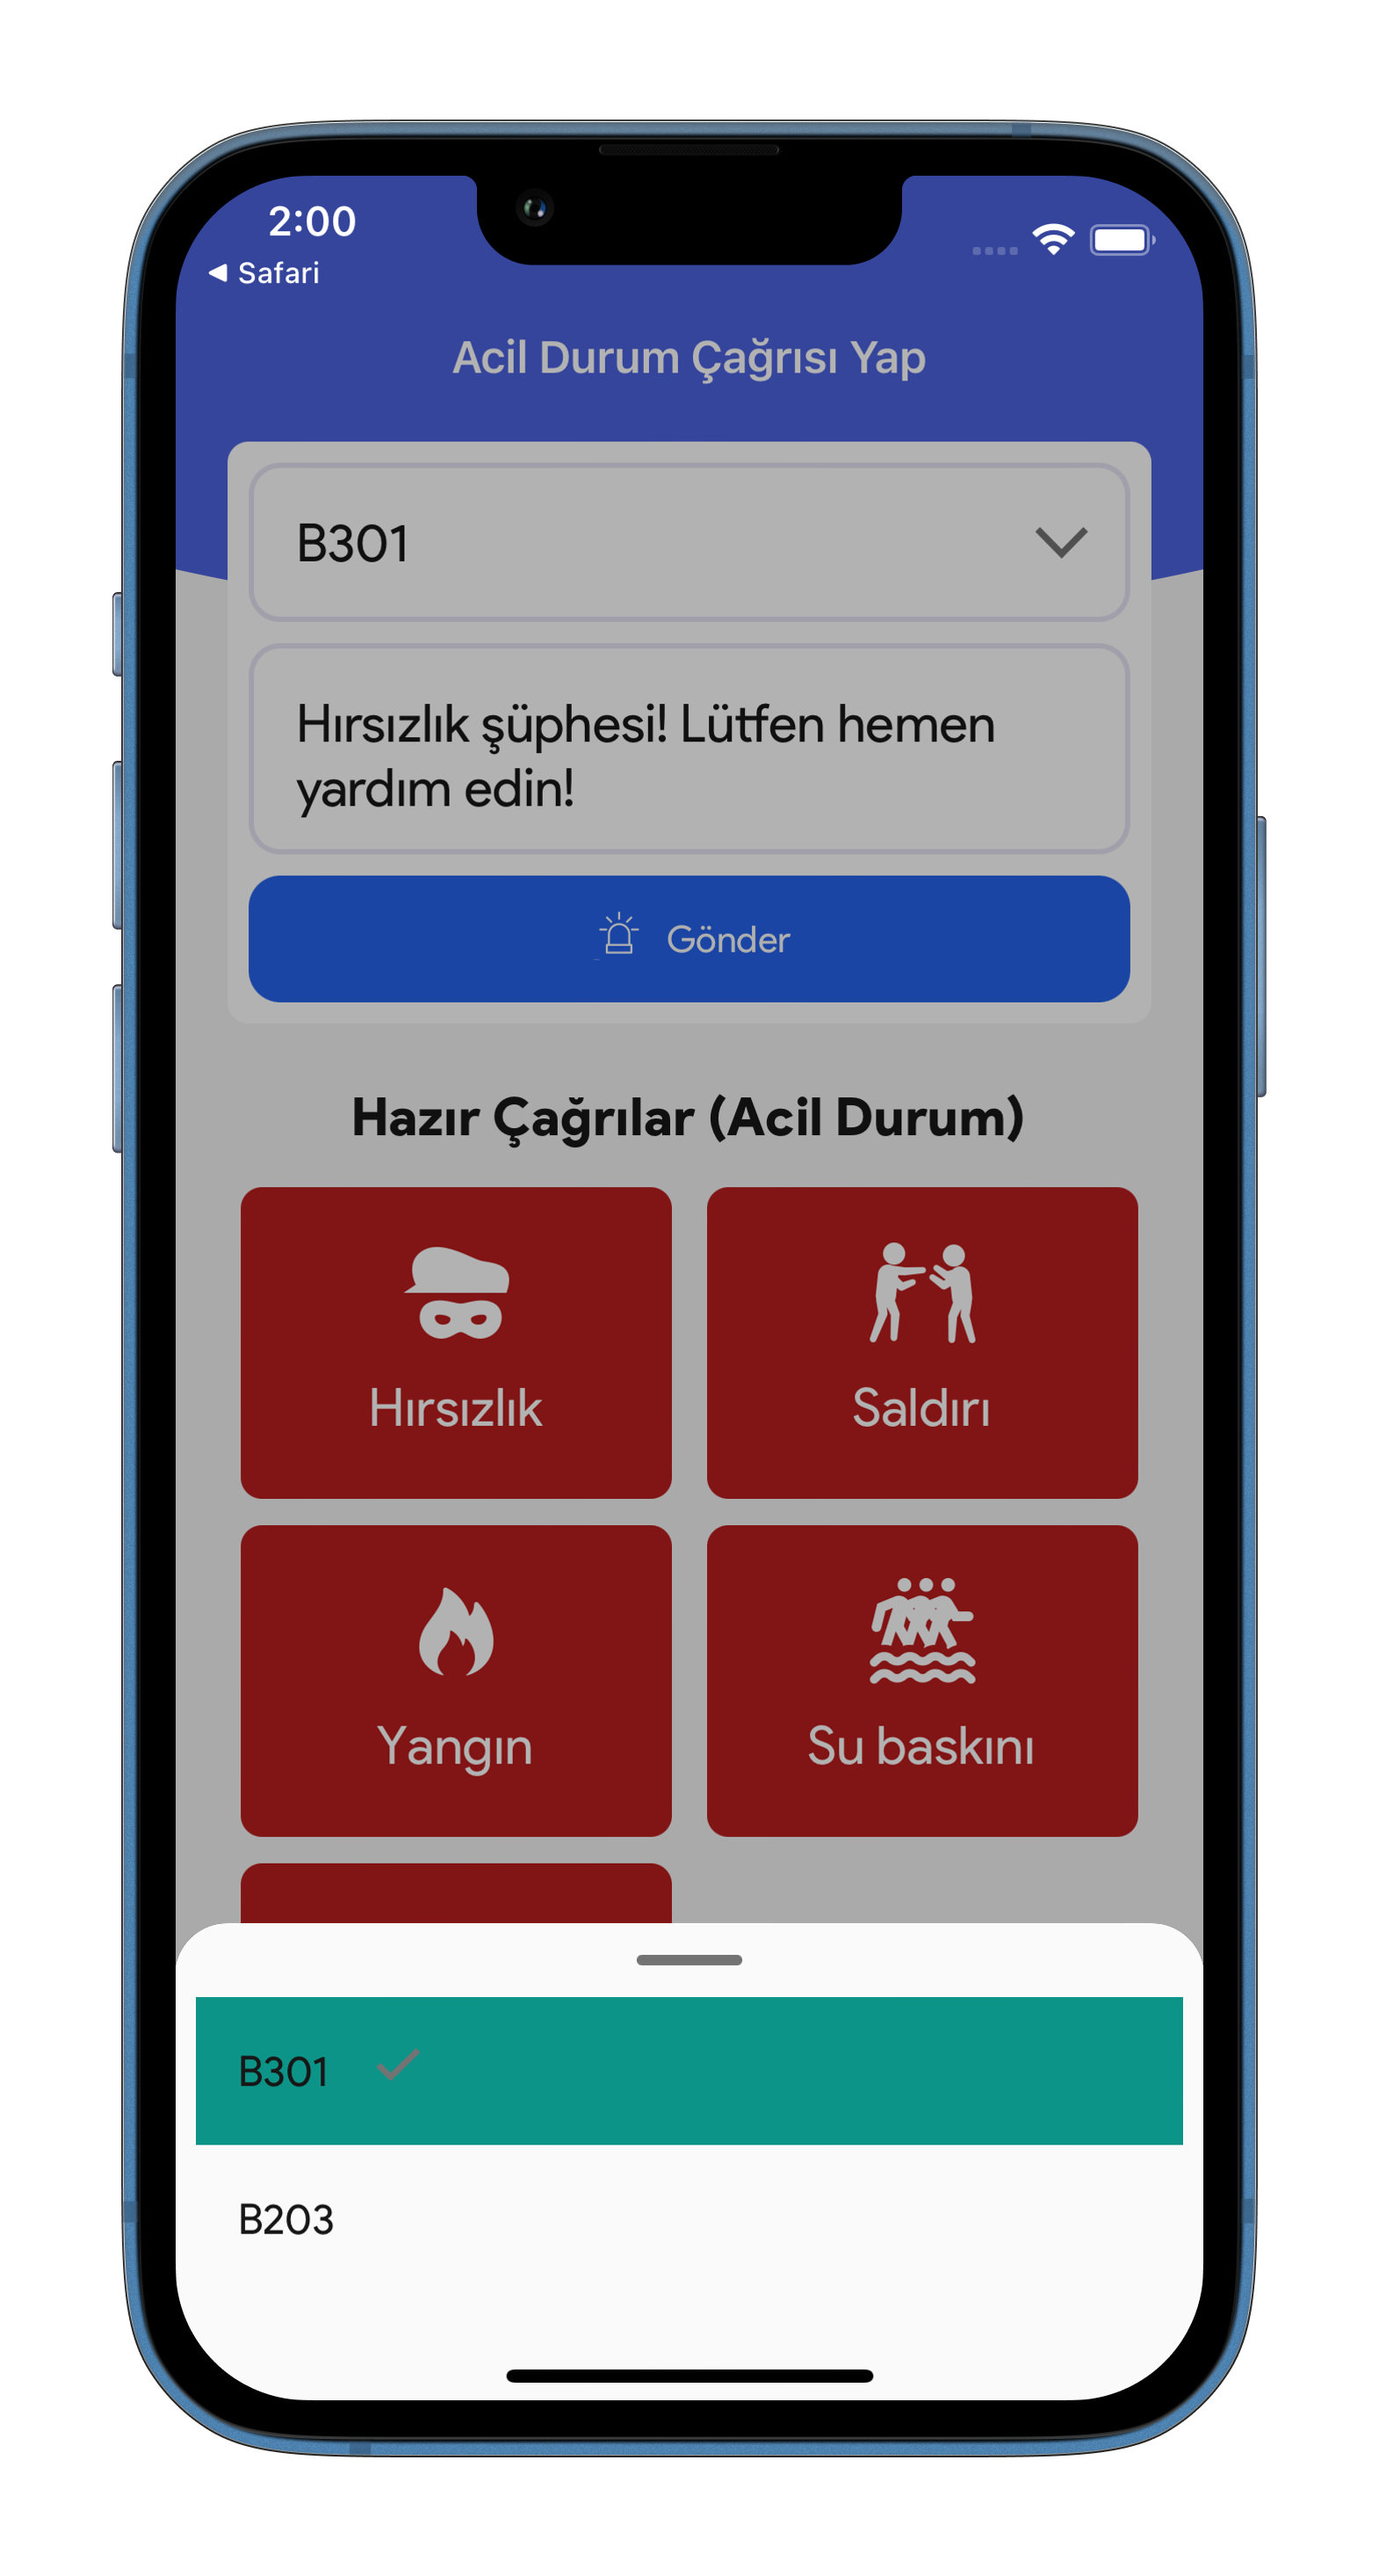 2:00
Safari
Acil Durum Çağrısı Yap
B301
Hırsızlık şüphesi! Lütfen hemen
yardım edin!
Gönder
Hazır Çağrılar (Acil Durum)
Hırsızlık
Saldırı
Yangın
Su baskını
B301
B203